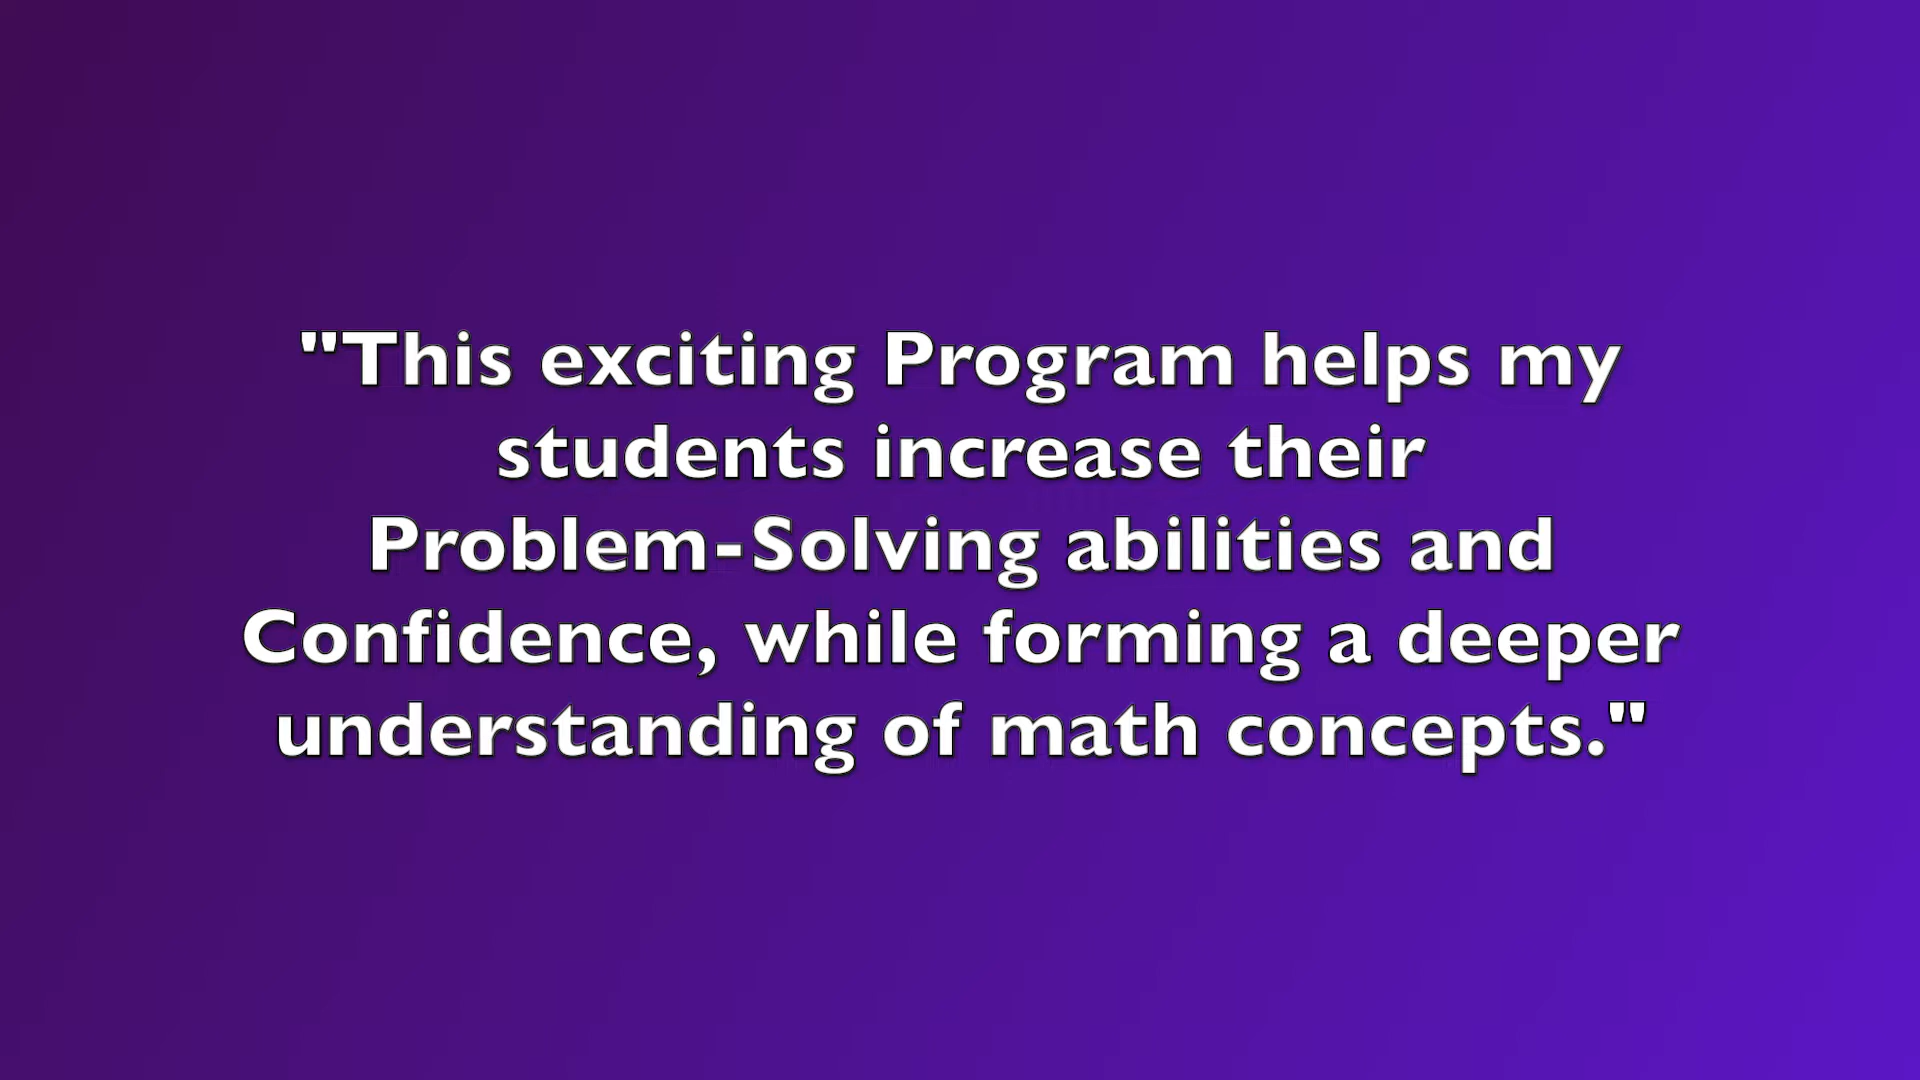 "This exciting Program helps my
students increase their
Problem-Solving abilities and
Confidence, while forming a deeper
understanding of math concepts."